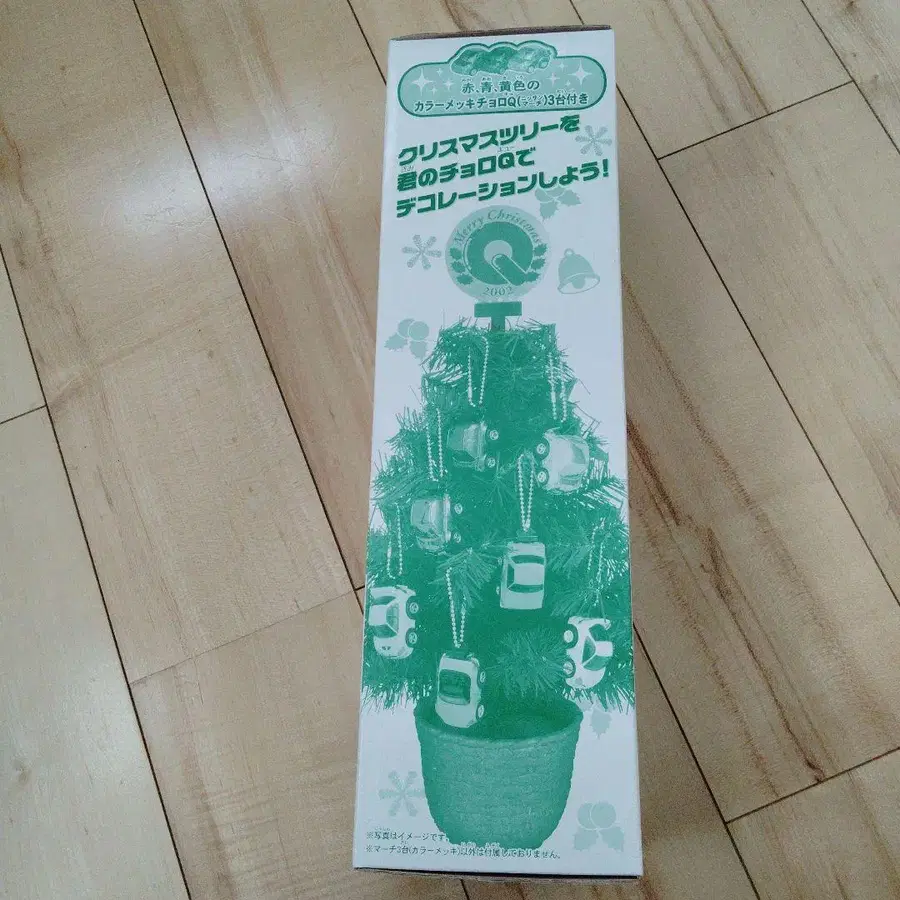 赤、青、黄色の
カラーメッキチョロQ(ニッサンマーチ)3台付き
クリスマスツリーを
君のチョロQで
デコレーションしよう!
Merry Christmas
Q
2002
※写真はイメージです。
※マーチ3台(カラーメッキ)以外は付属しておりません。